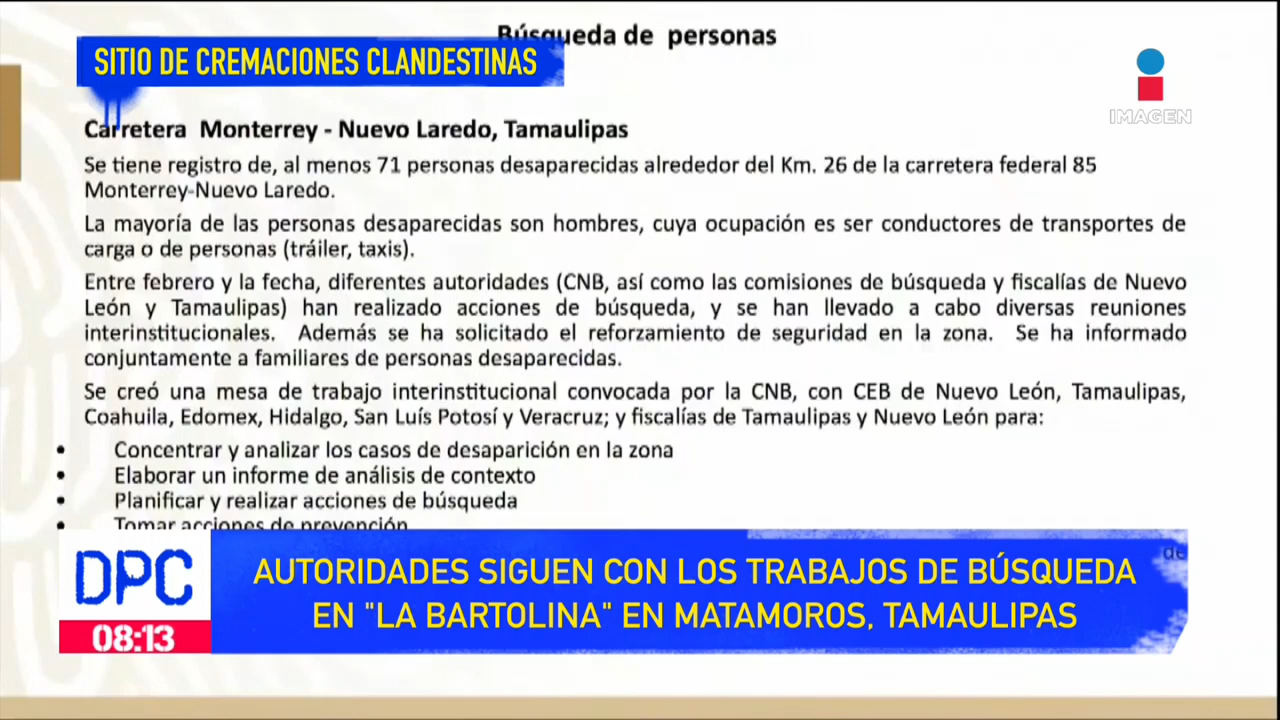 Búsqueda de personas
SITIO DE CREMACIONES CLANDESTINAS
IMAGEN
Carretera Monterrey - Nuevo Laredo, Tamaulipas
Se tiene registro de, al menos 71 personas desaparecidas alrededor del Km. 26 de la carretera federal 85
Monterrey-Nuevo Laredo.
La mayoría de las personas desaparecidas son hombres, cuya ocupación es ser conductores de transportes de
carga o de personas (tráiler, taxis).
Entre febrero y la fecha, diferentes autoridades (CNB, así como las comisiones de búsqueda y fiscalías de Nuevo
León y Tamaulipas) han realizado acciones de búsqueda, y se han llevado a cabo diversas reuniones
interinstitucionales. Además se ha solicitado el reforzamiento de seguridad en la zona. Se ha informado
conjuntamente a familiares de personas desaparecidas.
Se creó una mesa de trabajo interinstitucional convocada por la CNB, con CEB de Nuevo León, Tamaulipas,
Coahuila, Edomex, Hidalgo, San Luís Potosí y Veracruz; y fiscalías de Tamaulipas y Nuevo León para:
• Concentrar y analizar los casos de desaparición en la zona
• Elaborar un informe de análisis de contexto
• Planificar y realizar acciones de búsqueda
• Tomar acciones de prevención
de
DPC
08:13
AUTORIDADES SIGUEN CON LOS TRABAJOS DE BÚSQUEDA
EN "LA BARTOLINA" EN MATAMOROS, TAMAULIPAS